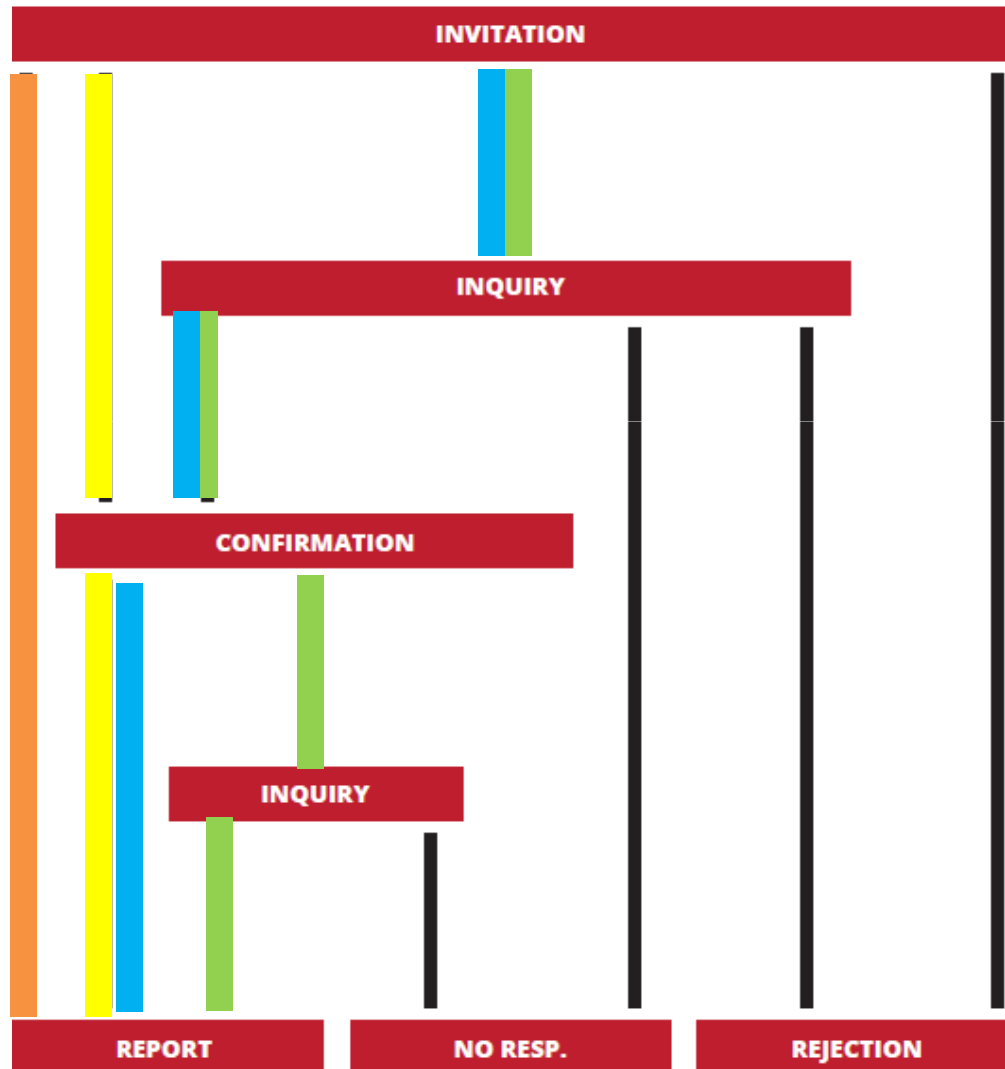 INVITATION
INQUIRY
CONFIRMATION
INQUIRY
REPORT
NO RESP.
REJECTION